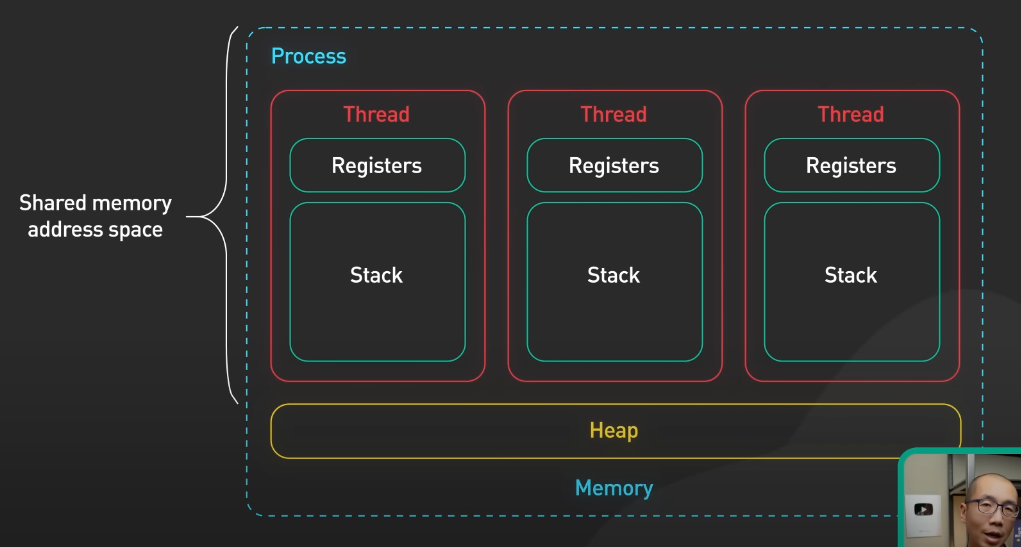 Process
Thread
Thread
Thread
Registers
Registers
Registers
Shared memory
address space
Stack
Stack
Stack
Heap
Memory